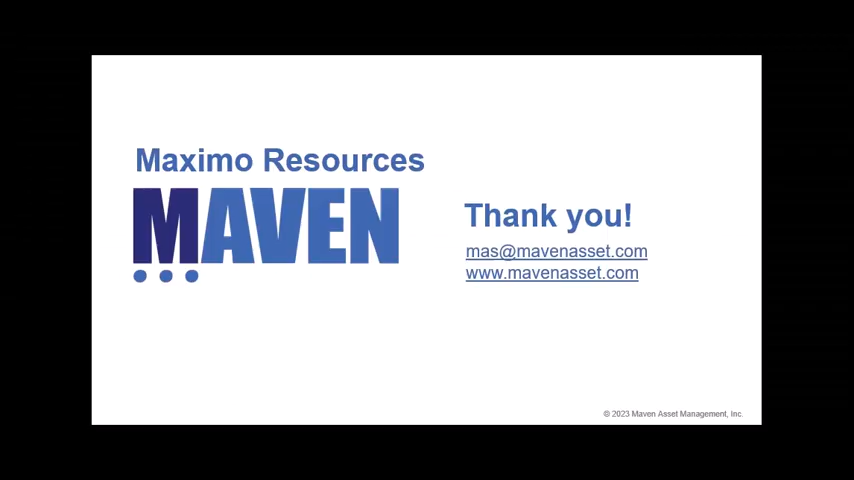 Maximo Resources
MAVEN
Thank you!
mas@mavenasset.com
www.mavenasset.com
© 2023 Maven Asset Management, Inc.